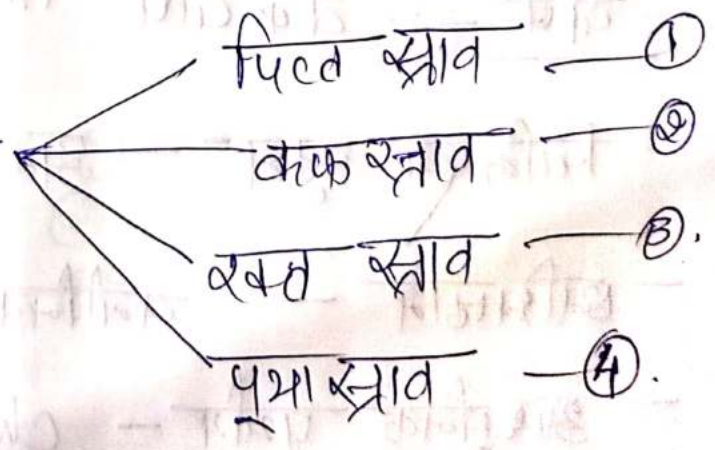 पित्त स्राव — ①
कफ स्राव — ②
रक्त स्राव — ③.
पूया स्राव — ④.